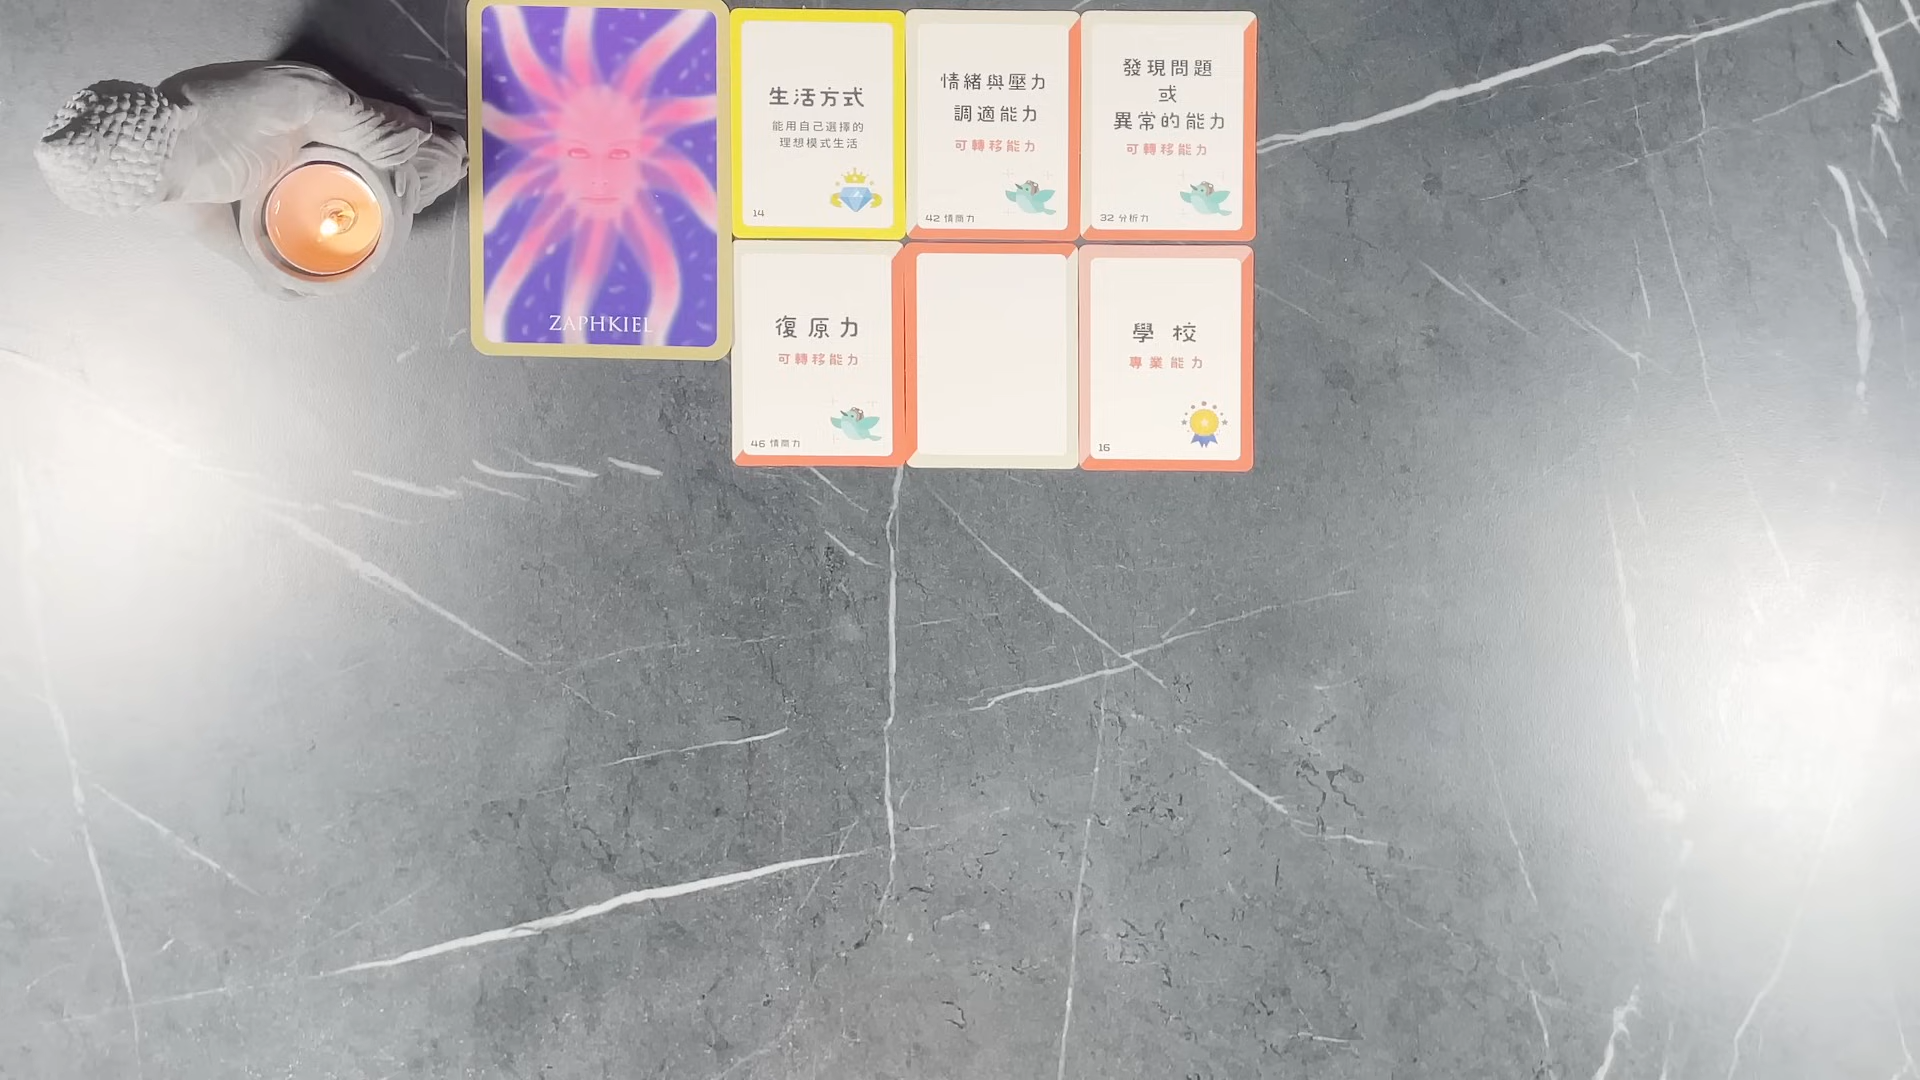 ZAPHKIEL
生活方式
能用自己選擇的
理想模式生活
14
情緒與壓力
調適能力
可轉移能力
42 情商力
發現問題
或
異常的能力
可轉移能力
32 分析力
復原力
可轉移能力
46 情商力
學校
專業能力
16